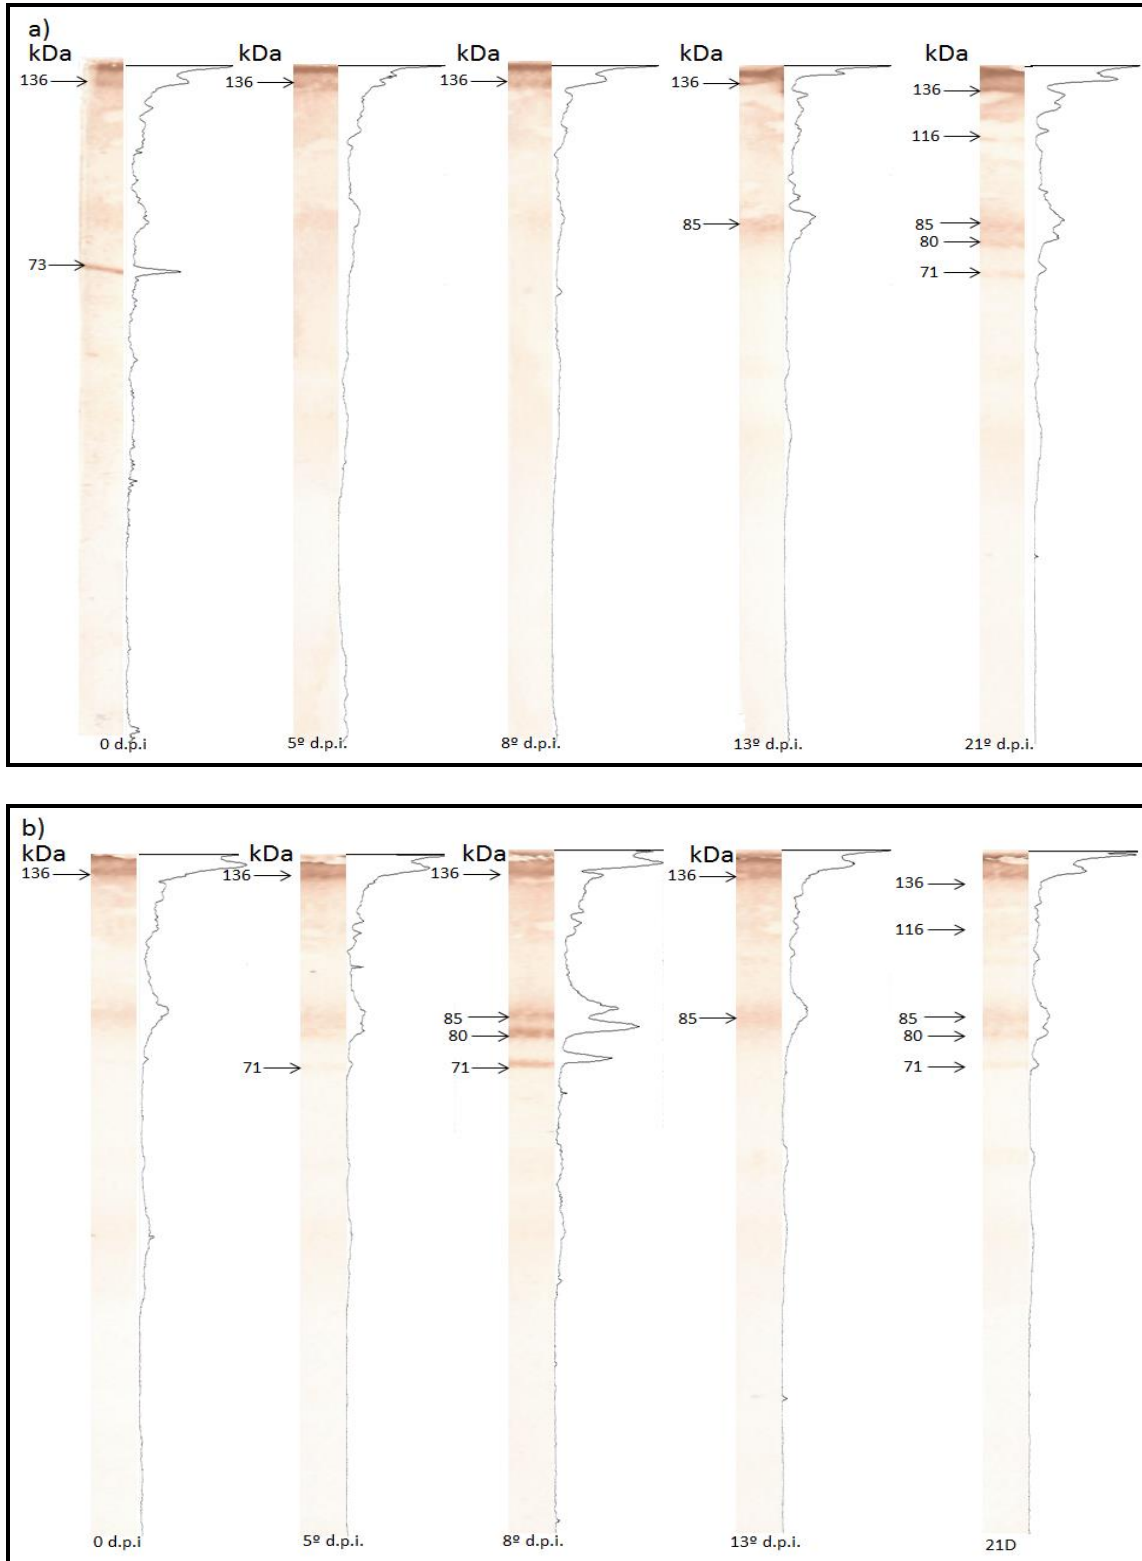 a)
kDa kDa kDa kDa kDa
136 136 136 136 136
116
85 85
80
73 71
0 d.p.i 5º d.p.i. 8º d.p.i. 13º d.p.i. 21º d.p.i.
b)
kDa kDa kDa kDa
136 136 136 136 136
116
85 85 85
80 80
71 71 71
0 d.p.i 5º d.p.i. 8º d.p.i. 13º d.p.i. 21D